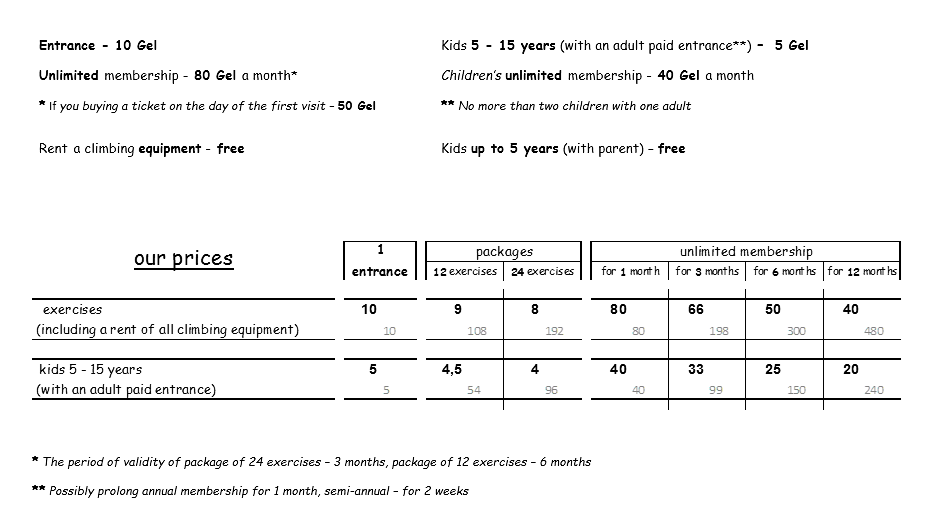 Entrance - 10 Gel
Unlimited membership - 80 Gel a month*
* If you buying a ticket on the day of the first visit - 50 Gel
Rent a climbing equipment - free
Kids 5 - 15 years (with an adult paid entrance**) - 5 Gel
Children's unlimited membership - 40 Gel a month
** No more than two children with one adult
Kids up to 5 years (with parent) - free
our prices
1 entrance
packages
12 exercises 24 exercises
unlimited membership
for 1 month for 3 months for 6 months for 12 months
exercises 10 9 8 80 66 50 40
(including a rent of all climbing equipment) 10 108 192 80 198 300 480
kids 5 - 15 years 5 4,5 4 40 33 25 20
(with an adult paid entrance) 5 54 96 40 99 150 240
* The period of validity of package of 24 exercises - 3 months, package of 12 exercises - 6 months
** Possibly prolong annual membership for 1 month, semi-annual - for 2 weeks